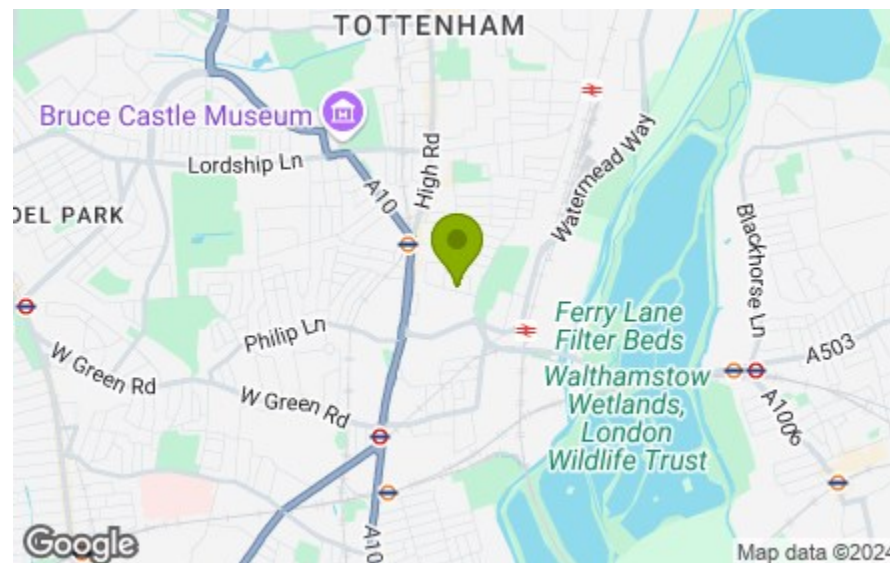 TOTTENHAM
Bruce Castle Museum
Lordship Ln
High Rd
A10
Watermead Way
DEL PARK
Blackhorse Ln
Philip Ln
Ferry Lane
Filter Beds
A503
W Green Rd
W Green Rd
Walthamstow
Wetlands,
London
Wildlife Trust
A1006
A10
Google
Map data ©2024